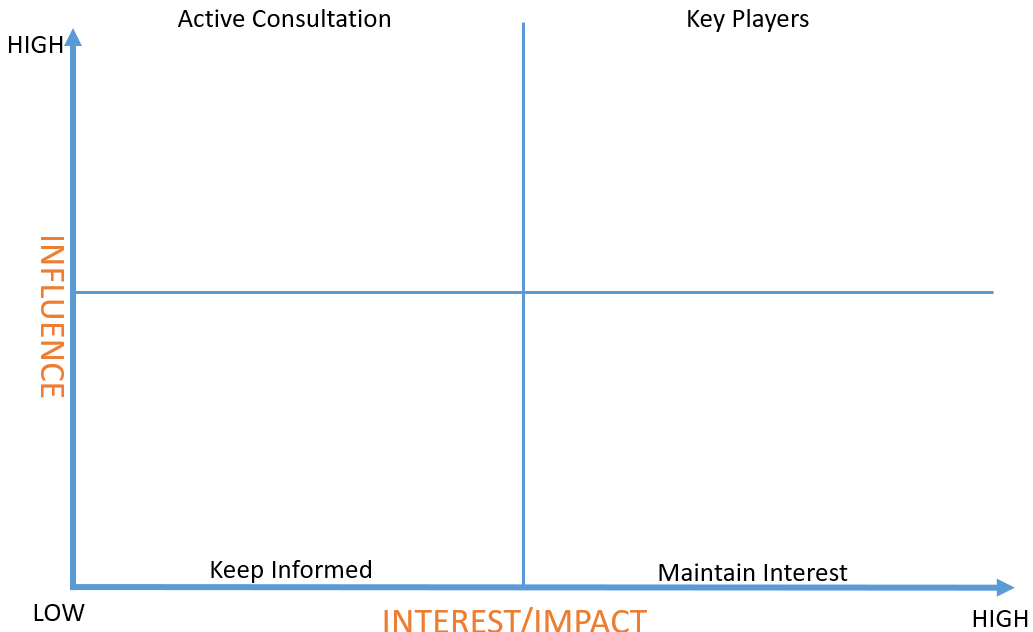 Active Consultation
Key Players
HIGH
INFLUENCE
Keep Informed
Maintain Interest
LOW
INTEREST/IMPACT
HIGH